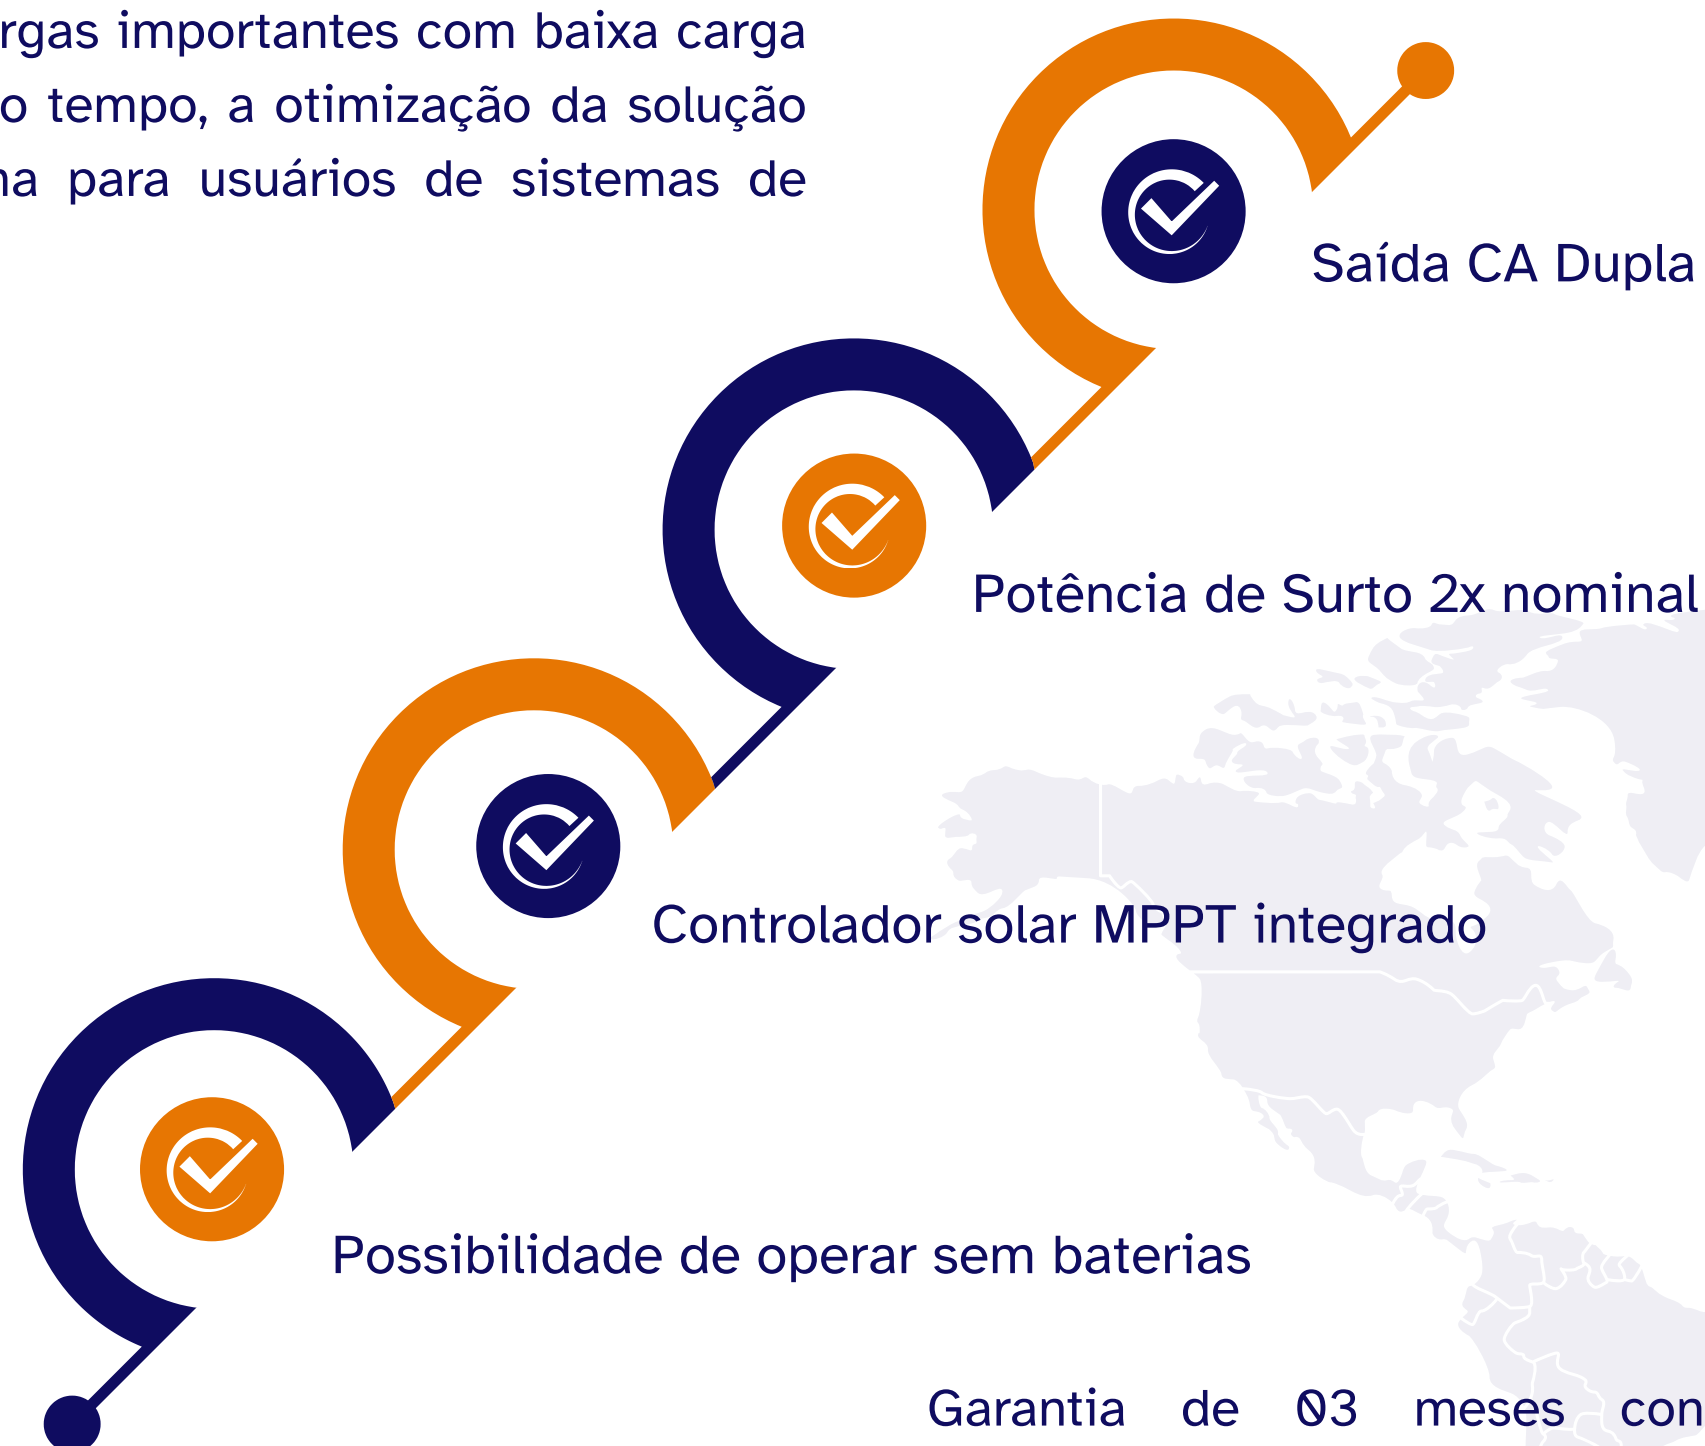 rgas importantes com baixa carga
o tempo, a otimização da solução
na para usuários de sistemas de
Saída CA Dupla
Potência de Surto 2x nominal
Controlador solar MPPT integrado
Possibilidade de operar sem baterias
Garantia de 03 meses con